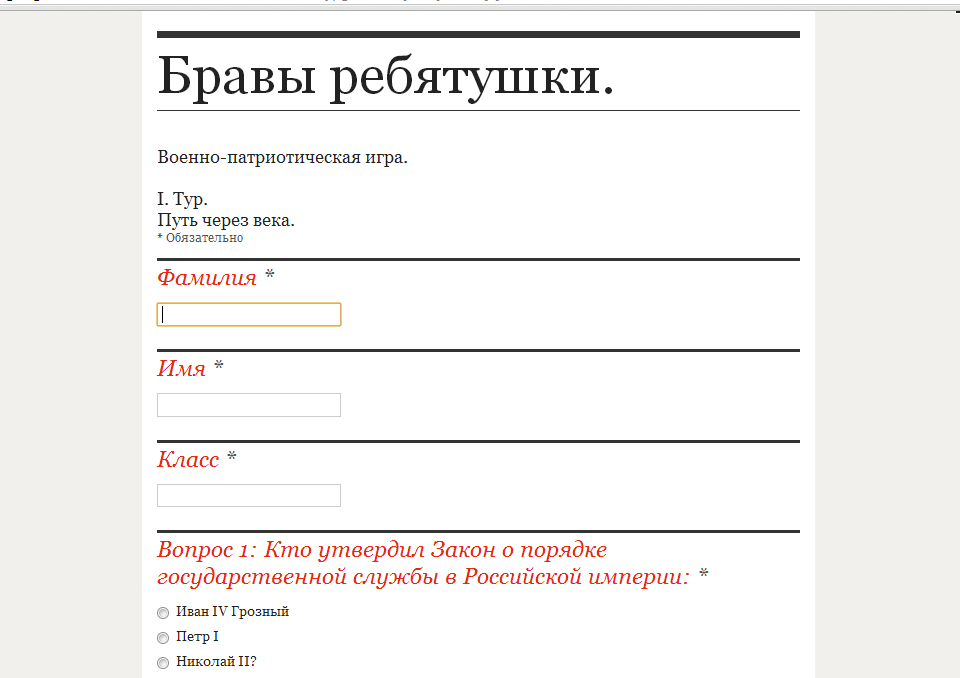 Бравы ребятушки.
Военно-патриотическая игра.
I. Тур.
Путь через века.
* Обязательно
Фамилия *
Имя *
Класс *
Вопрос 1: Кто утвердил Закон о порядке
государственной службы в Российской империи: *
Иван IV Грозный
Петр I
Николай II?